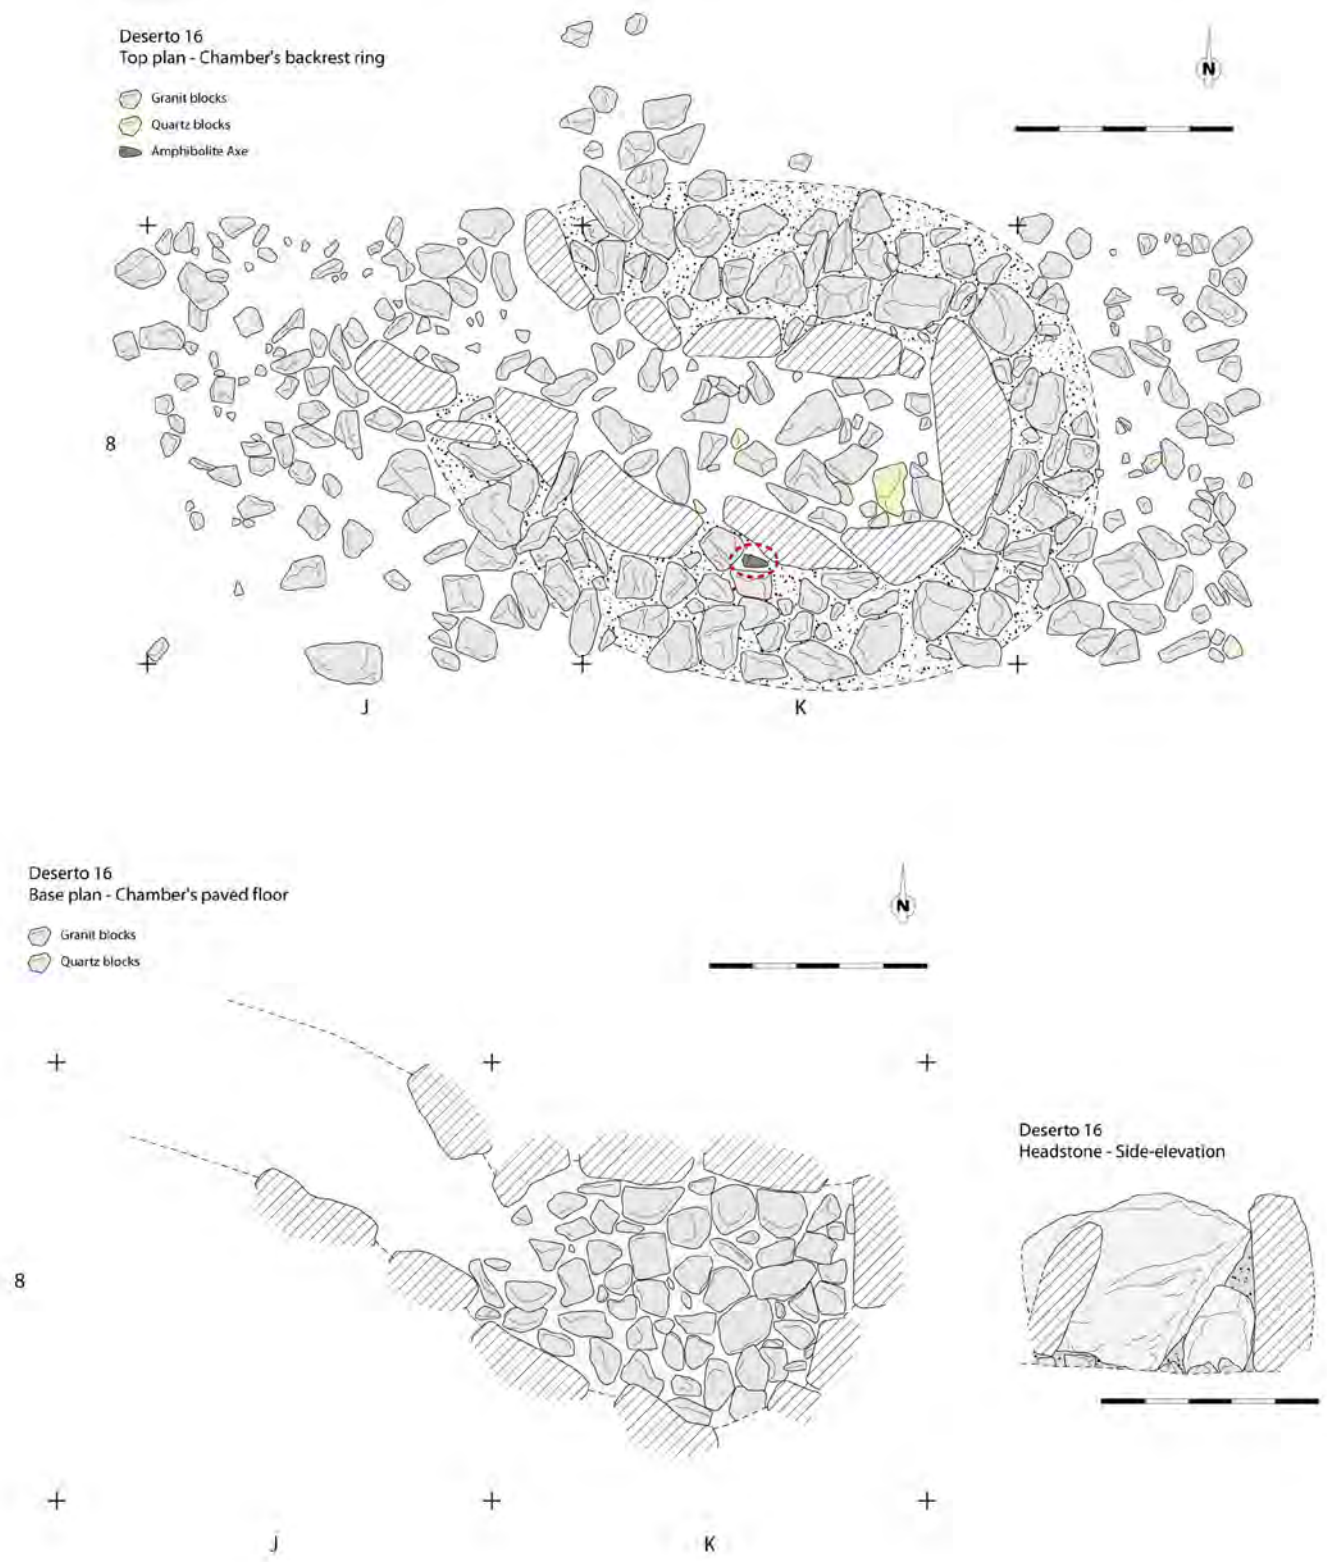 Deserto 16
Top plan - Chamber's backrest ring
N
Granit blocks
Quartz blocks
Amphibolite Axe
8
J
K
Deserto 16
Base plan - Chamber's paved floor
N
Granit blocks
Quartz blocks
Deserto 16
Headstone - Side-elevation
8
J
K